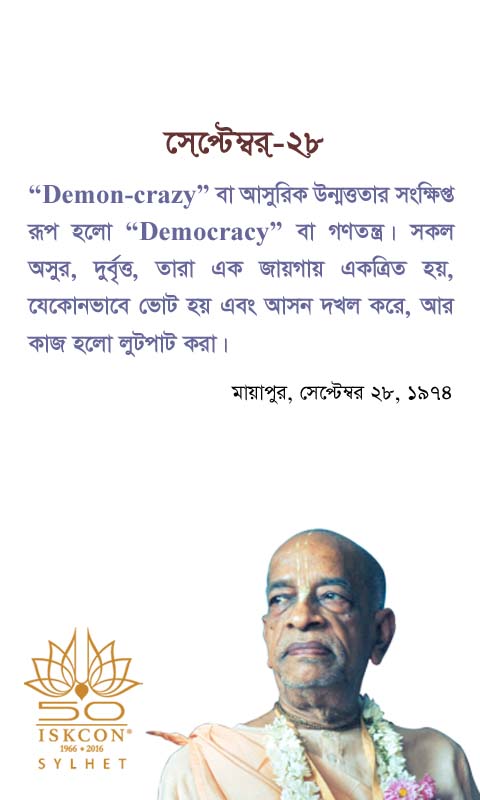 সেপ্টেম্বর-২৮
“Demon-crazy” বা আসুরিক উন্মত্ততার সংক্ষিপ্ত
রূপ হলো “Democracy” বা গণতন্ত্র। সকল
অসুর, দুর্বৃত্ত, তারা এক জায়গায় একত্রিত হয়,
যেকোনভাবে ভোট হয় এবং আসন দখল করে, আর
কাজ হলো লুটপাট করা।
মায়াপুর, সেপ্টেম্বর ২৮, ১৯৭৪
50
ISKCON®
1966 • 2016
SYLHET